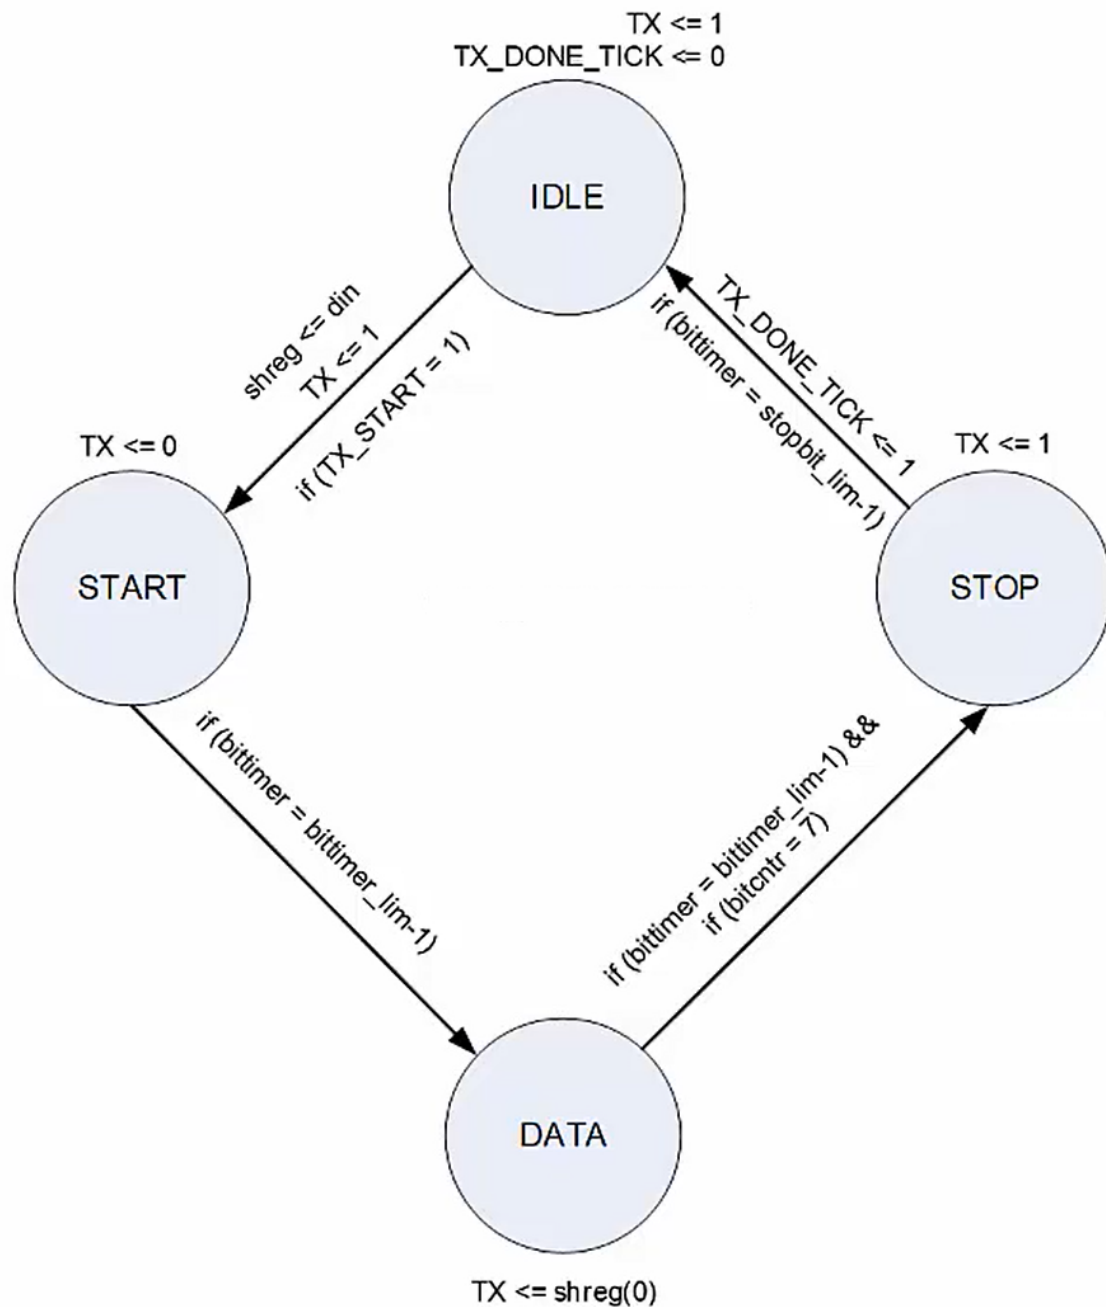 TX <= 1
TX_DONE_TICK <= 0
IDLE
shreg <= din
TX <= 1
if (TX_START = 1)
TX_DONE_TICK <= 1
if (bittimer = stopbit_lim-1)
TX <= 0
START
TX <= 1
STOP
if (bittimer = bittimer_lim-1)
if (bittimer = bittimer_lim-1) &&
if (bitcntr = 7)
DATA
TX <= shreg(0)